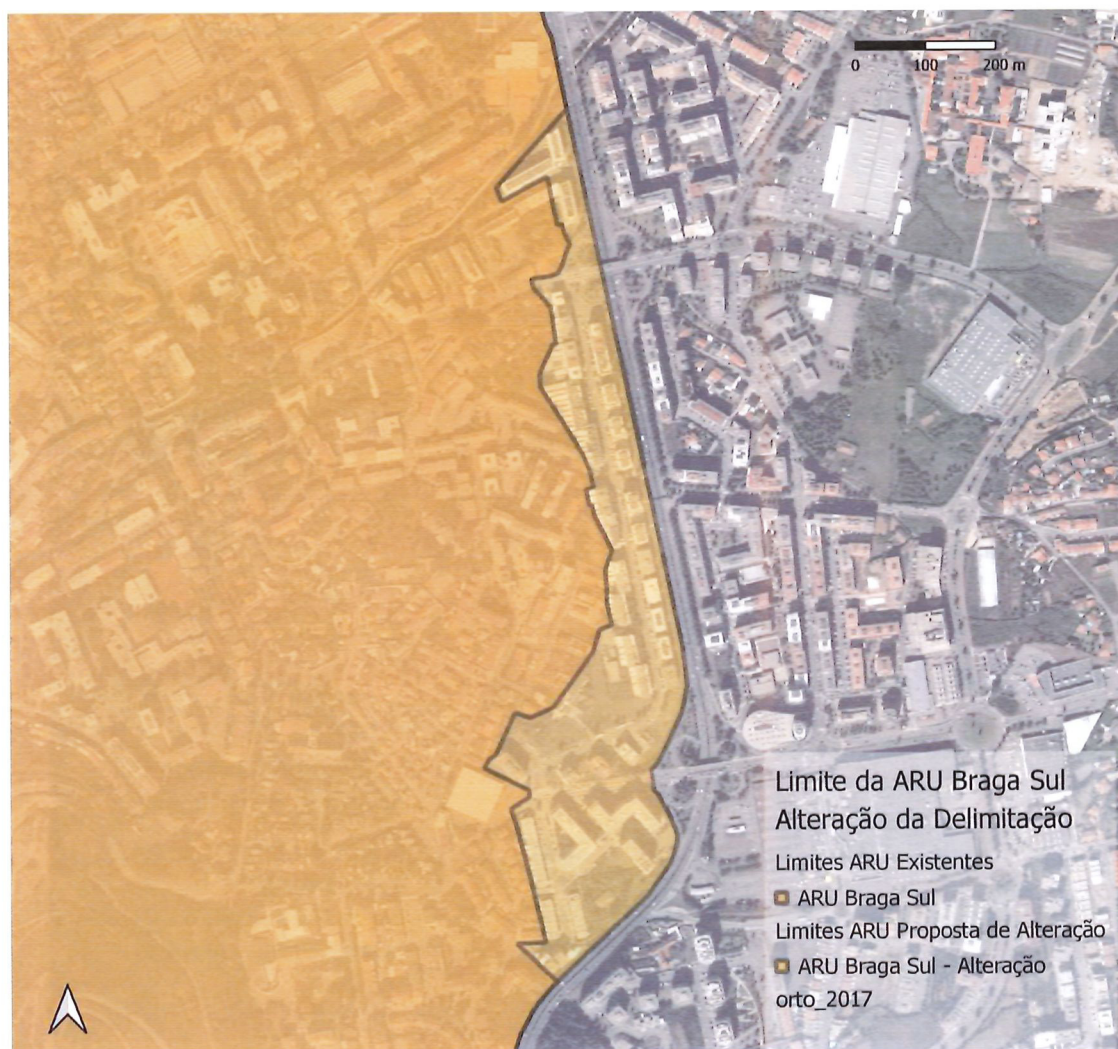 0 100 200 m
Limite da ARU Braga Sul
Alteração da Delimitação
Limites ARU Existentes
ARU Braga Sul
Limites ARU Proposta de Alteração
ARU Braga Sul - Alteração
orto_2017